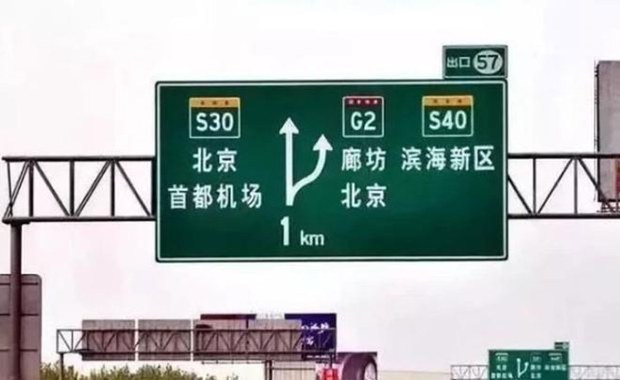 出口 57
S30 G2 S40
北京 廊坊 滨海新区
首都机场 北京
1 km